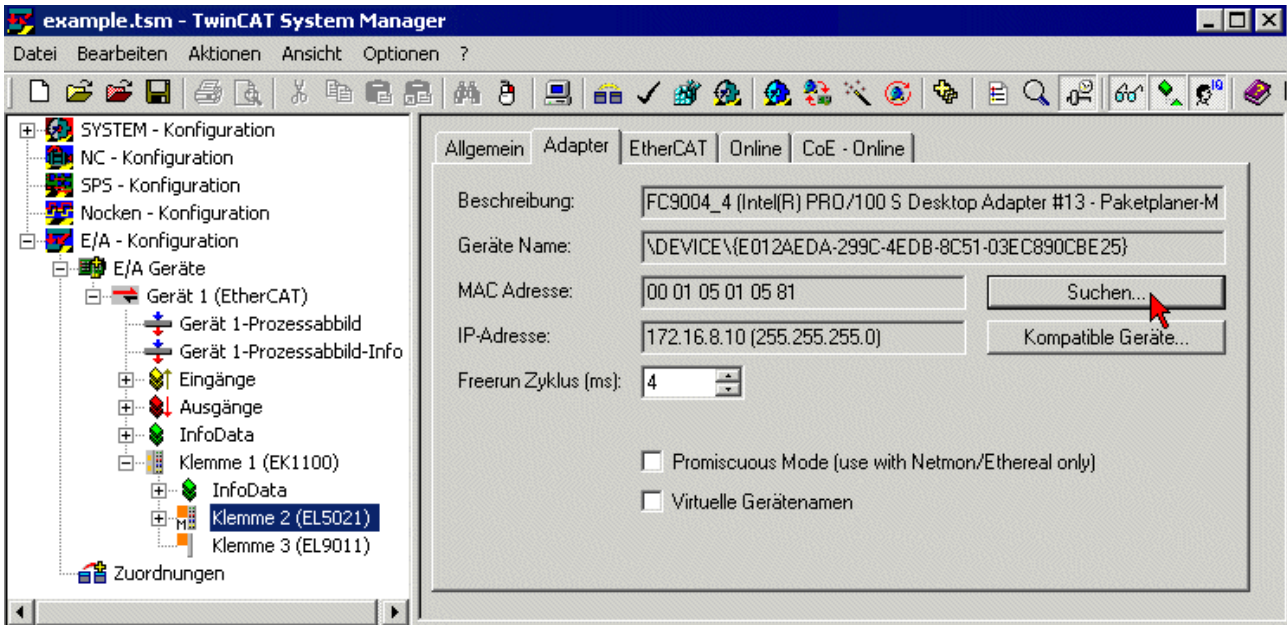 example.tsm - TwinCAT System Manager
Datei Bearbeiten Aktionen Ansicht Optionen ?
SYSTEM - Konfiguration
NC - Konfiguration
SPS - Konfiguration
Nocken - Konfiguration
E/A - Konfiguration
E/A Geräte
Gerät 1 (EtherCAT)
Gerät 1-Prozessabbild
Gerät 1-Prozessabbild-Info
Eingänge
Ausgänge
InfoData
Klemme 1 (EK1100)
InfoData
Klemme 2 (EL5021)
Klemme 3 (EL9011)
Zuordnungen
Allgemein Adapter EtherCAT Online CoE - Online
Beschreibung: FC9004_4 (Intel(R) PRO/100 S Desktop Adapter #13 - Paketplaner-M
Geräte Name: \DEVICE\{E012AEDA-299C-4EDB-8C51-03EC890CBE25}
MAC Adresse: 00 01 05 01 05 81 Suchen...
IP-Adresse: 172.16.8.10 (255.255.255.0) Kompatible Geräte...
Freerun Zyklus (ms): 4
Promiscuous Mode (use with Netmon/Ethereal only)
Virtuelle Gerätenamen